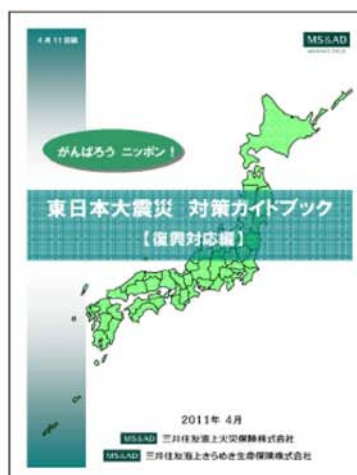 4月11日版
MS&AD
がんばろう ニッポン!
東日本大震災 対策ガイドブック
【復興対応編】
2011年 4月
MS&AD 三井住友海上火災保険株式会社
MS&AD 三井住友海上きらめき生命保険株式会社